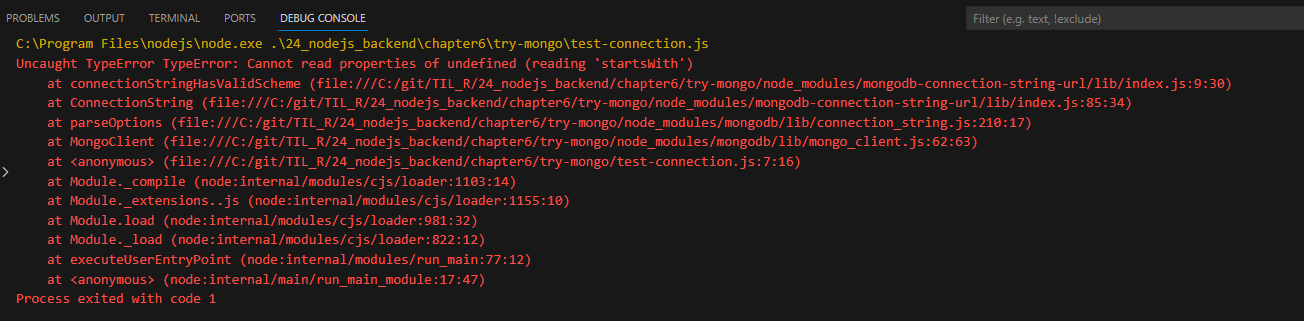 PROBLEMS OUTPUT TERMINAL PORTS DEBUG CONSOLE Filter (e.g. text, !exclude)
C:\Program Files\nodejs\node.exe .\24_nodejs_backend\chapter6\try-mongo\test-connection.js
Uncaught TypeError TypeError: Cannot read properties of undefined (reading 'startsWith')
    at connectionStringHasValidScheme (file:///C:/git/TIL_R/24_nodejs_backend/chapter6/try-mongo/node_modules/mongodb-connection-string-url/lib/index.js:9:30)
    at ConnectionString (file:///C:/git/TIL_R/24_nodejs_backend/chapter6/try-mongo/node_modules/mongodb-connection-string-url/lib/index.js:85:34)
    at parseOptions (file:///C:/git/TIL_R/24_nodejs_backend/chapter6/try-mongo/node_modules/mongodb/lib/connection_string.js:210:17)
    at MongoClient (file:///C:/git/TIL_R/24_nodejs_backend/chapter6/try-mongo/node_modules/mongodb/lib/mongo_client.js:62:63)
    at <anonymous> (file:///C:/git/TIL_R/24_nodejs_backend/chapter6/try-mongo/test-connection.js:7:16)
    at Module._compile (node:internal/modules/cjs/loader:1103:14)
    at Module._extensions..js (node:internal/modules/cjs/loader:1155:10)
    at Module.load (node:internal/modules/cjs/loader:981:32)
    at Module._load (node:internal/modules/cjs/loader:822:12)
    at executeUserEntryPoint (node:internal/modules/run_main:77:12)
    at <anonymous> (node:internal/main/run_main_module:17:47)
Process exited with code 1